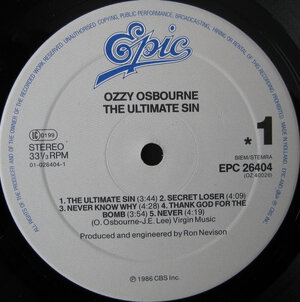 Epic
OZZY OSBOURNE
THE ULTIMATE SIN
STEREO
33⅓ RPM
01-026404-1
*1
BIEM/STEMRA
EPC 26404
(OZ 40026)
1.THE ULTIMATE SIN (3:44) 2. SECRET LOSER (4:09)
3.NEVER KNOW WHY (4:28) 4.THANK GOD FOR THE
BOMB (3:54) 5. NEVER (4:19)
(O. Osbourne-J.E. Lee) Virgin Music
Produced and engineered by Ron Nevison
℗ 1986 CBS Inc.